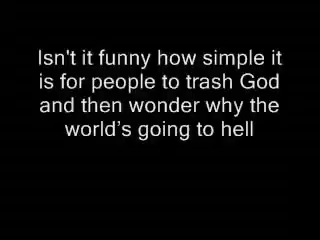 Isn't it funny how simple it
is for people to trash God
and then wonder why the
world’s going to hell